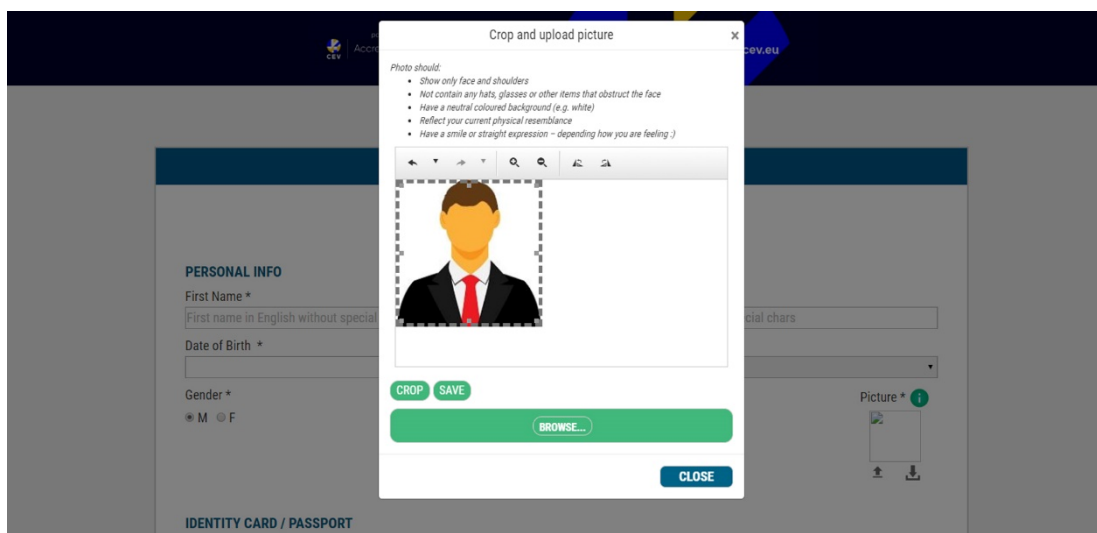 Crop and upload picture ×
CEV
Accre
cev.eu
Photo should:
• Show only face and shoulders
• Not contain any hats, glasses or other items that obstruct the face
• Have a neutral coloured background (e.g. white)
• Reflect your current physical resemblance
• Have a smile or straight expression – depending how you are feeling :)
PERSONAL INFO
First Name *
First name in English without special
cial chars
Date of Birth *
Gender *
M F
CROP SAVE
BROWSE...
Picture *
CLOSE
IDENTITY CARD / PASSPORT